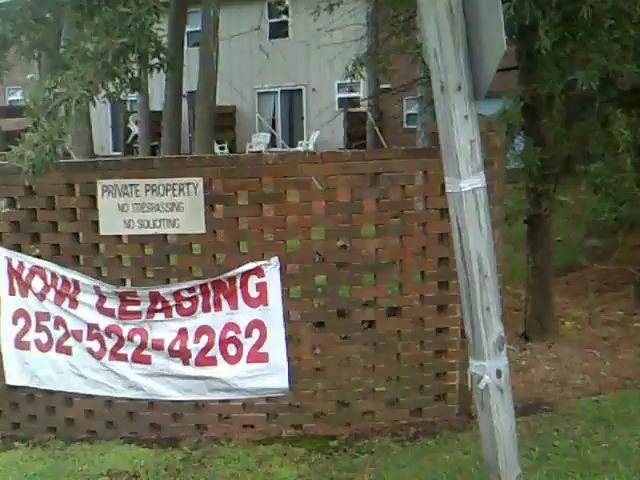 PRIVATE PROPERTY
NO TRESPASSING
NO SOLICITING
NOW LEASING
252-522-4262